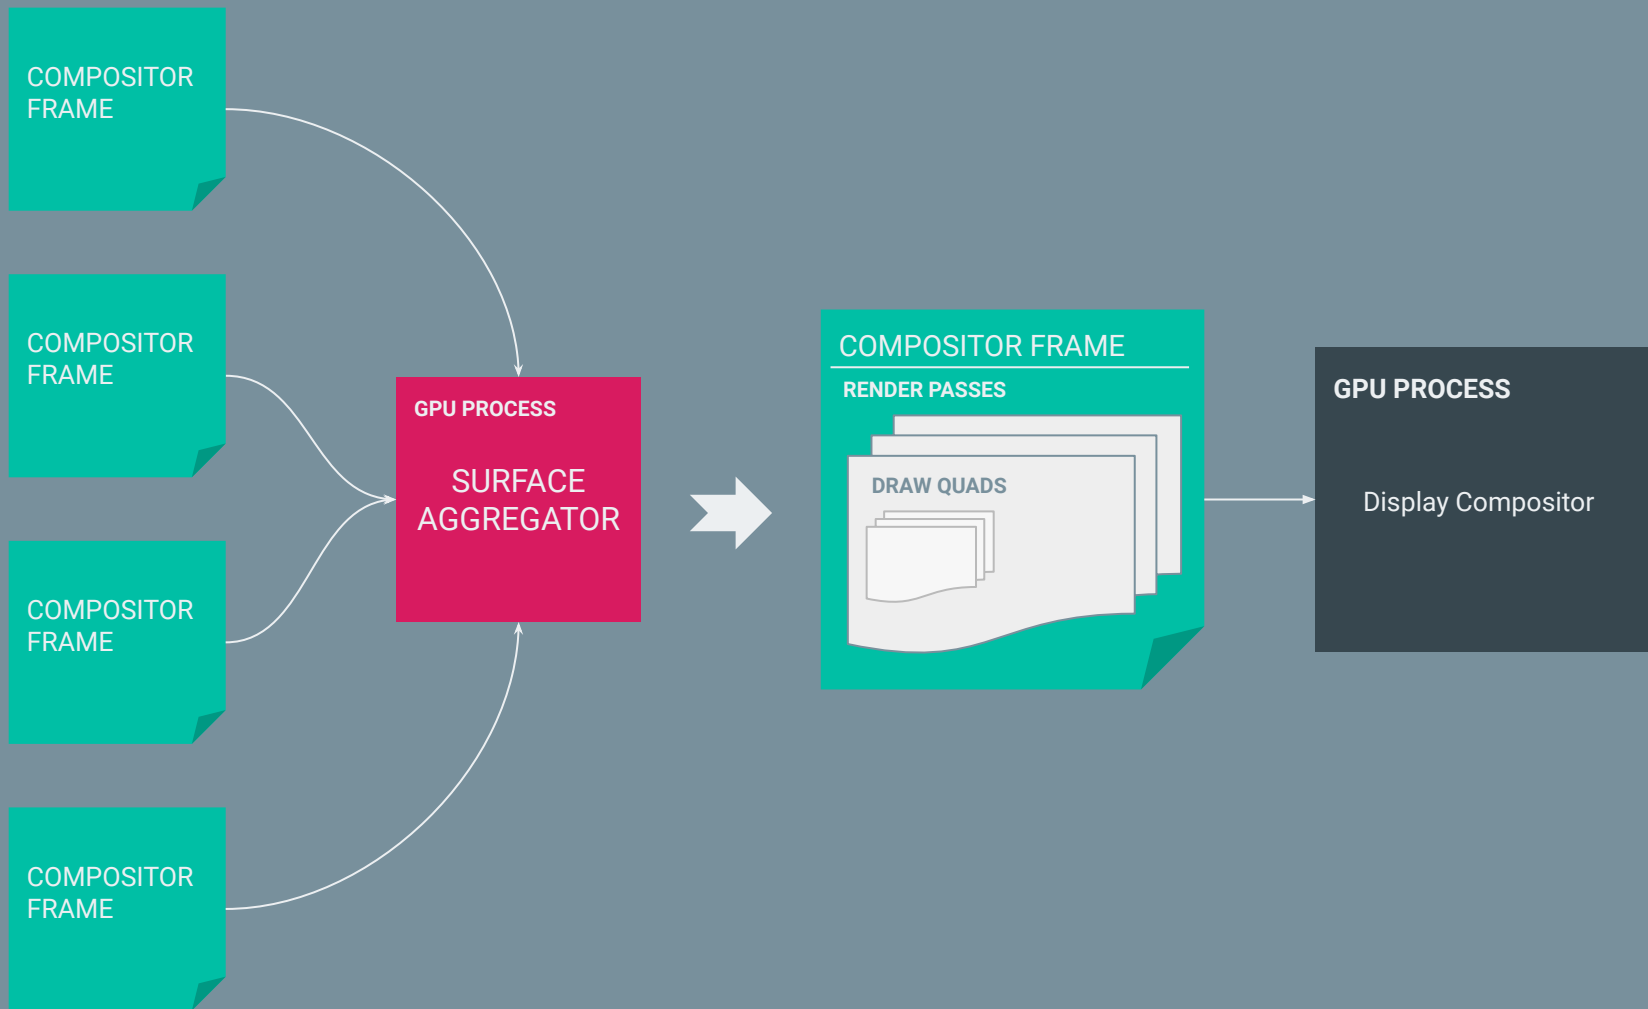 COMPOSITOR
FRAME
COMPOSITOR
FRAME
COMPOSITOR
FRAME
COMPOSITOR
FRAME
GPU PROCESS
SURFACE
AGGREGATOR
COMPOSITOR FRAME
RENDER PASSES
DRAW QUADS
GPU PROCESS
Display Compositor